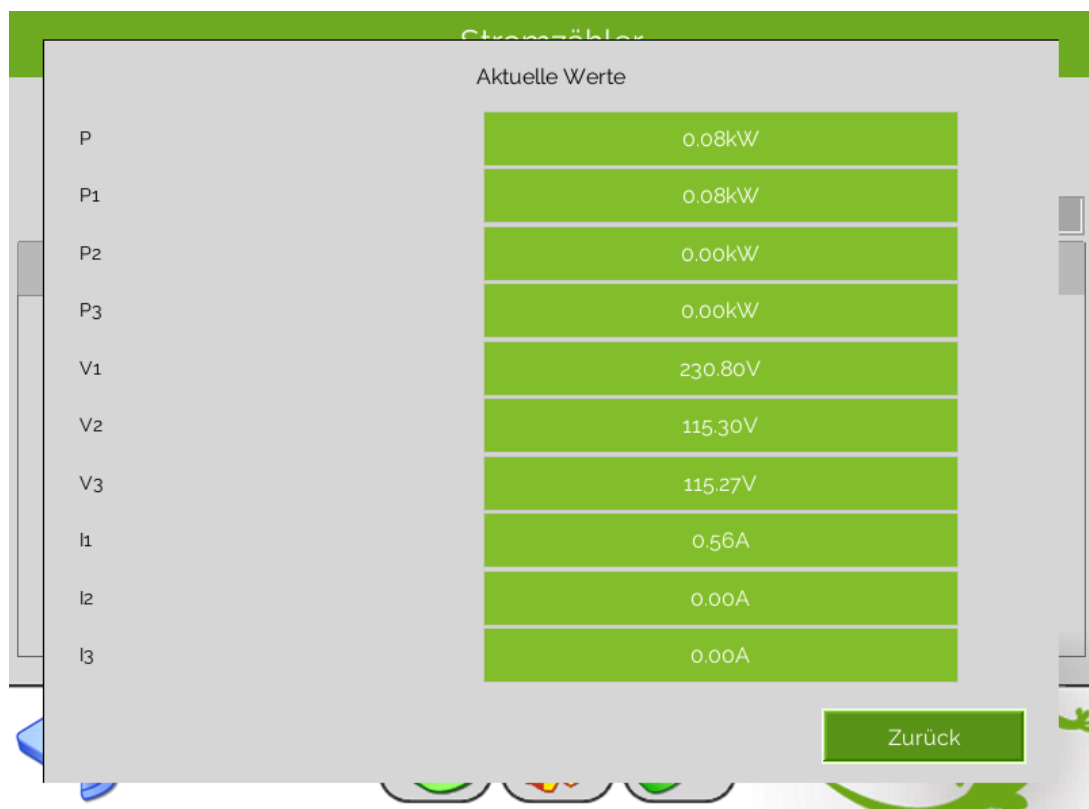 Stromzähler
Aktuelle Werte
P 0.08kW
P1 0.08kW
P2 0.00kW
P3 0.00kW
V1 230.80V
V2 115.30V
V3 115.27V
I1 0.56A
I2 0.00A
I3 0.00A
Zurück